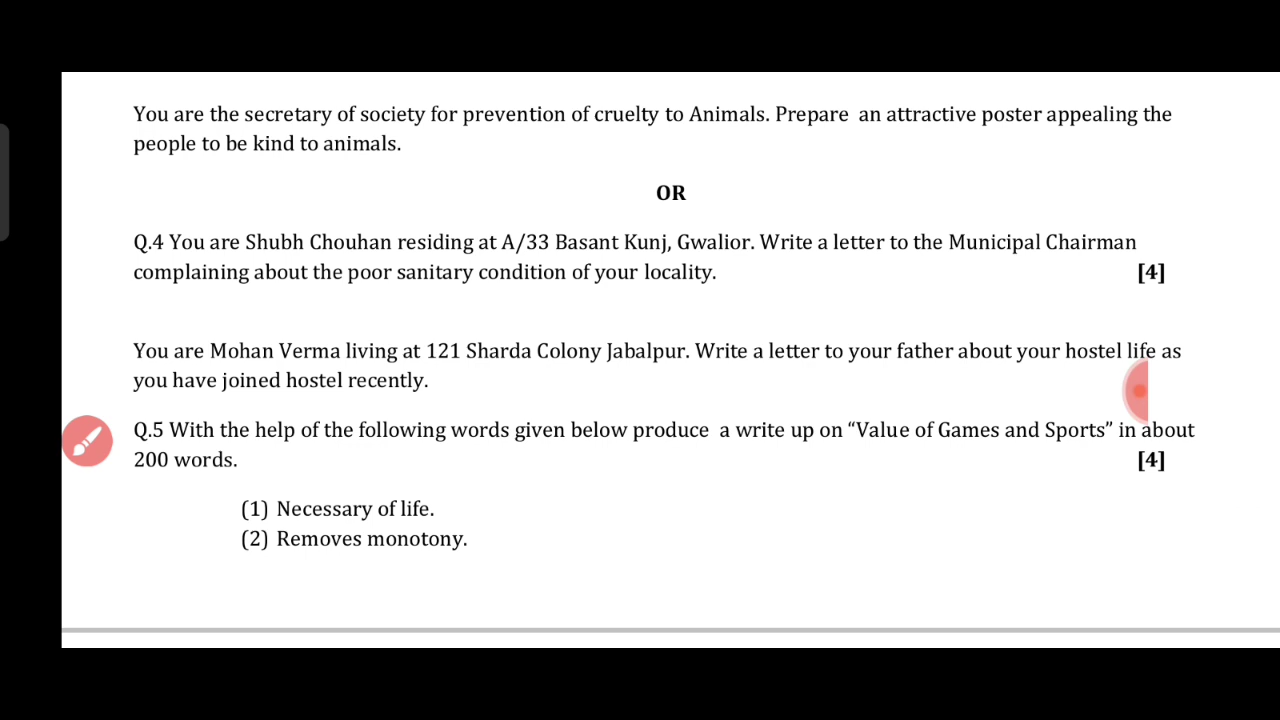 You are the secretary of society for prevention of cruelty to Animals. Prepare an attractive poster appealing the
people to be kind to animals.
OR
Q.4 You are Shubh Chouhan residing at A/33 Basant Kunj, Gwalior. Write a letter to the Municipal Chairman
complaining about the poor sanitary condition of your locality. [4]
You are Mohan Verma living at 121 Sharda Colony Jabalpur. Write a letter to your father about your hostel life as
you have joined hostel recently.
Q.5 With the help of the following words given below produce a write up on “Value of Games and Sports” in about
200 words. [4]
(1) Necessary of life.
(2) Removes monotony.